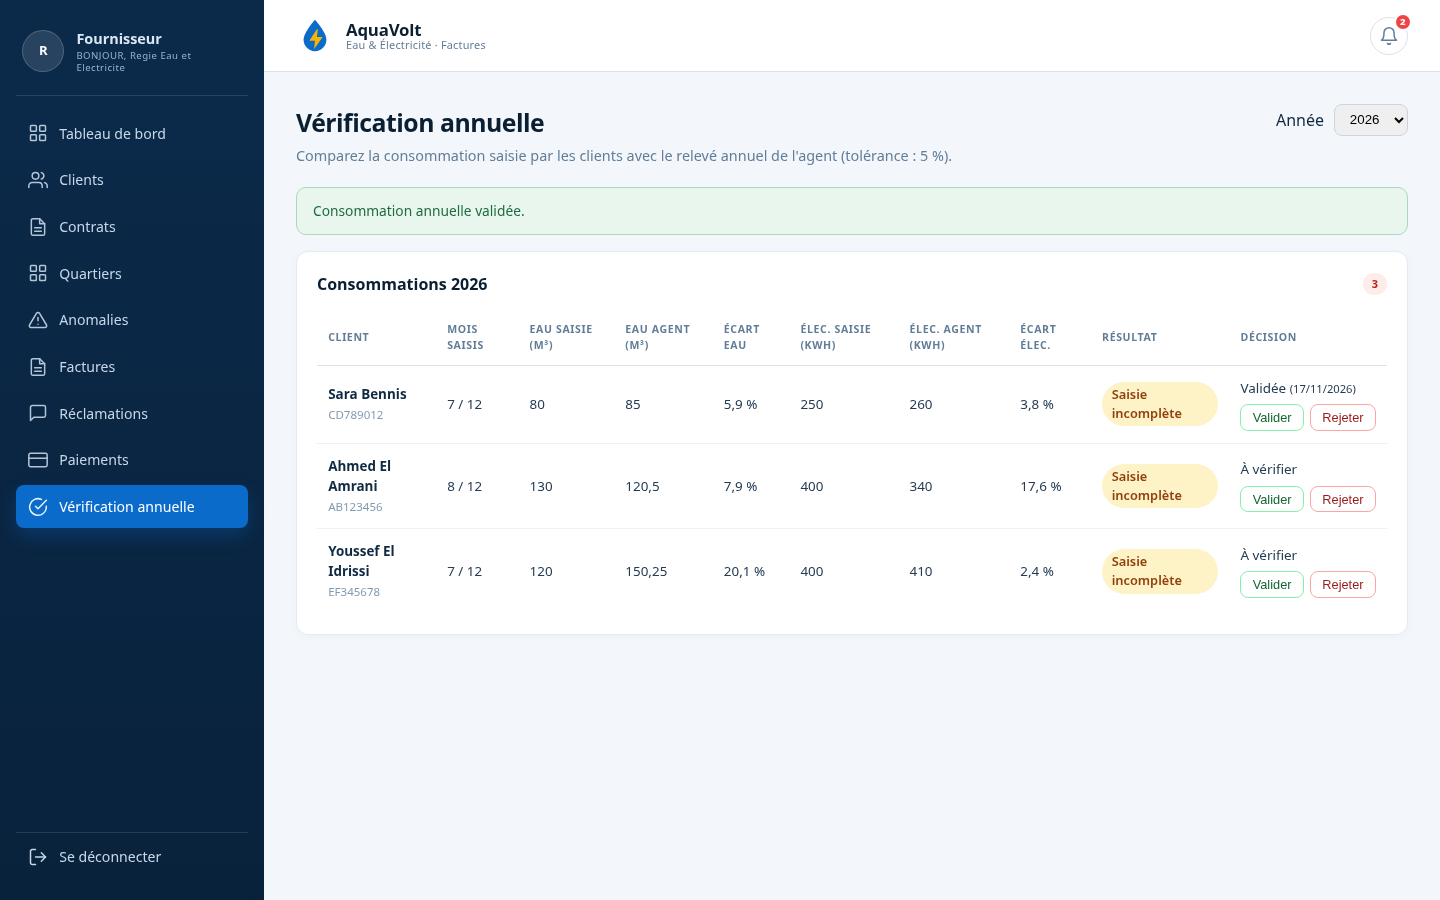 R
Fournisseur
BONJOUR, Regie Eau et
Electricite
Tableau de bord
Clients
Contrats
Quartiers
Anomalies
Factures
Réclamations
Paiements
Vérification annuelle
Se déconnecter
AquaVolt
Eau & Électricité · Factures
2
Vérification annuelle
Année 2026
Comparez la consommation saisie par les clients avec le relevé annuel de l'agent (tolérance : 5 %).
Consommation annuelle validée.
Consommations 2026
3
CLIENT
MOIS
SAISIS
EAU SAISIE
(M³)
EAU AGENT
(M³)
ÉCART
EAU
ÉLEC. SAISIE
(KWH)
ÉLEC. AGENT
(KWH)
ÉCART
ÉLEC.
RÉSULTAT
DÉCISION
Sara Bennis
CD789012
7 / 12
80
85
5,9 %
250
260
3,8 %
Saisie
incomplète
Validée (17/11/2026)
Valider
Rejeter
Ahmed El
Amrani
AB123456
8 / 12
130
120,5
7,9 %
400
340
17,6 %
Saisie
incomplète
À vérifier
Valider
Rejeter
Youssef El
Idrissi
EF345678
7 / 12
120
150,25
20,1 %
400
410
2,4 %
Saisie
incomplète
À vérifier
Valider
Rejeter